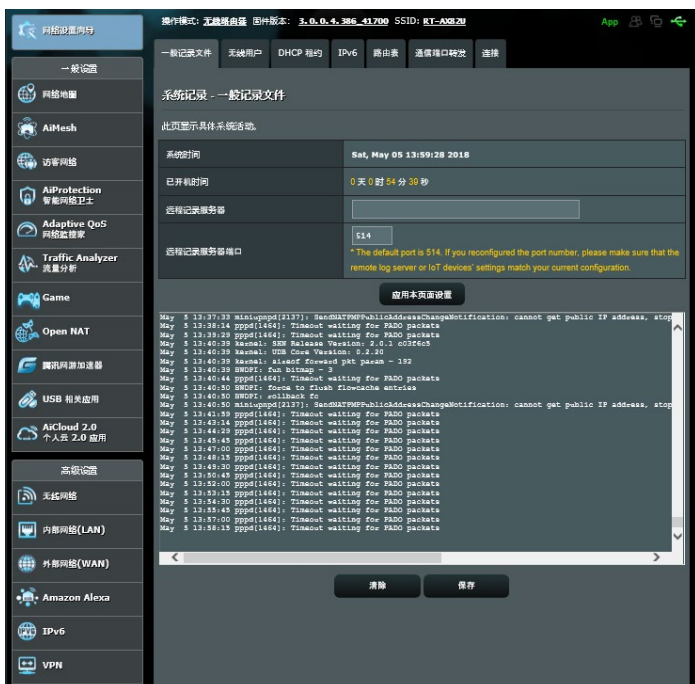 操作模式: 无线路由器 固件版本: 3.0.0.4.386_41700 SSID: RT-AX82U
App
网络设置向导
一般设置
网络地图
AiMesh
访客网络
AiProtection
智能网络卫士
Adaptive QoS
网络监控家
Traffic Analyzer
流量分析
Game
Open NAT
腾讯网游加速器
USB 相关应用
AiCloud 2.0
个人云 2.0 应用
高级设置
无线网络
内部网络(LAN)
外部网络(WAN)
Amazon Alexa
IPv6
VPN
一般记录文件 无线用户 DHCP 租约 IPv6 路由表 通信端口转发 连接
系统记录 - 一般记录文件
此页显示具体系统活动.
系统时间 Sat, May 05 13:59:28 2018
已开机时间 0 天 0 时 54 分 39 秒
远程记录服务器
远程记录服务器端口 514
* The default port is 514. If you reconfigured the port number, please make sure that the
remote log server or IoT devices' settings match your current configuration.
应用本页面设置
May 5 13:37:33 miniupnpd[2137]: SendNATPMPPublicAddressChangeNotification: cannot get public IP address, stop
May 5 13:38:14 pppd[1464]: Timeout waiting for PADO packets
May 5 13:39:29 pppd[1464]: Timeout waiting for PADO packets
May 5 13:40:39 kernel: SHN Release Version: 2.0.1 c03f6c5
May 5 13:40:39 kernel: UDB Core Version: 0.2.20
May 5 13:40:39 kernel: sizeof forward pkt param = 192
May 5 13:40:39 BWDPI: fun bitmap = 3
May 5 13:40:44 pppd[1464]: Timeout waiting for PADO packets
May 5 13:40:50 BWDPI: force to flush flowcache entries
May 5 13:40:50 BWDPI: rollback fc
May 5 13:40:50 miniupnpd[2137]: SendNATPMPPublicAddressChangeNotification: cannot get public IP address, stop
May 5 13:41:59 pppd[1464]: Timeout waiting for PADO packets
May 5 13:43:14 pppd[1464]: Timeout waiting for PADO packets
May 5 13:44:29 pppd[1464]: Timeout waiting for PADO packets
May 5 13:45:45 pppd[1464]: Timeout waiting for PADO packets
May 5 13:47:00 pppd[1464]: Timeout waiting for PADO packets
May 5 13:48:15 pppd[1464]: Timeout waiting for PADO packets
May 5 13:49:30 pppd[1464]: Timeout waiting for PADO packets
May 5 13:50:45 pppd[1464]: Timeout waiting for PADO packets
May 5 13:52:00 pppd[1464]: Timeout waiting for PADO packets
May 5 13:53:15 pppd[1464]: Timeout waiting for PADO packets
May 5 13:54:30 pppd[1464]: Timeout waiting for PADO packets
May 5 13:55:45 pppd[1464]: Timeout waiting for PADO packets
May 5 13:57:00 pppd[1464]: Timeout waiting for PADO packets
May 5 13:58:15 pppd[1464]: Timeout waiting for PADO packets
清除 保存